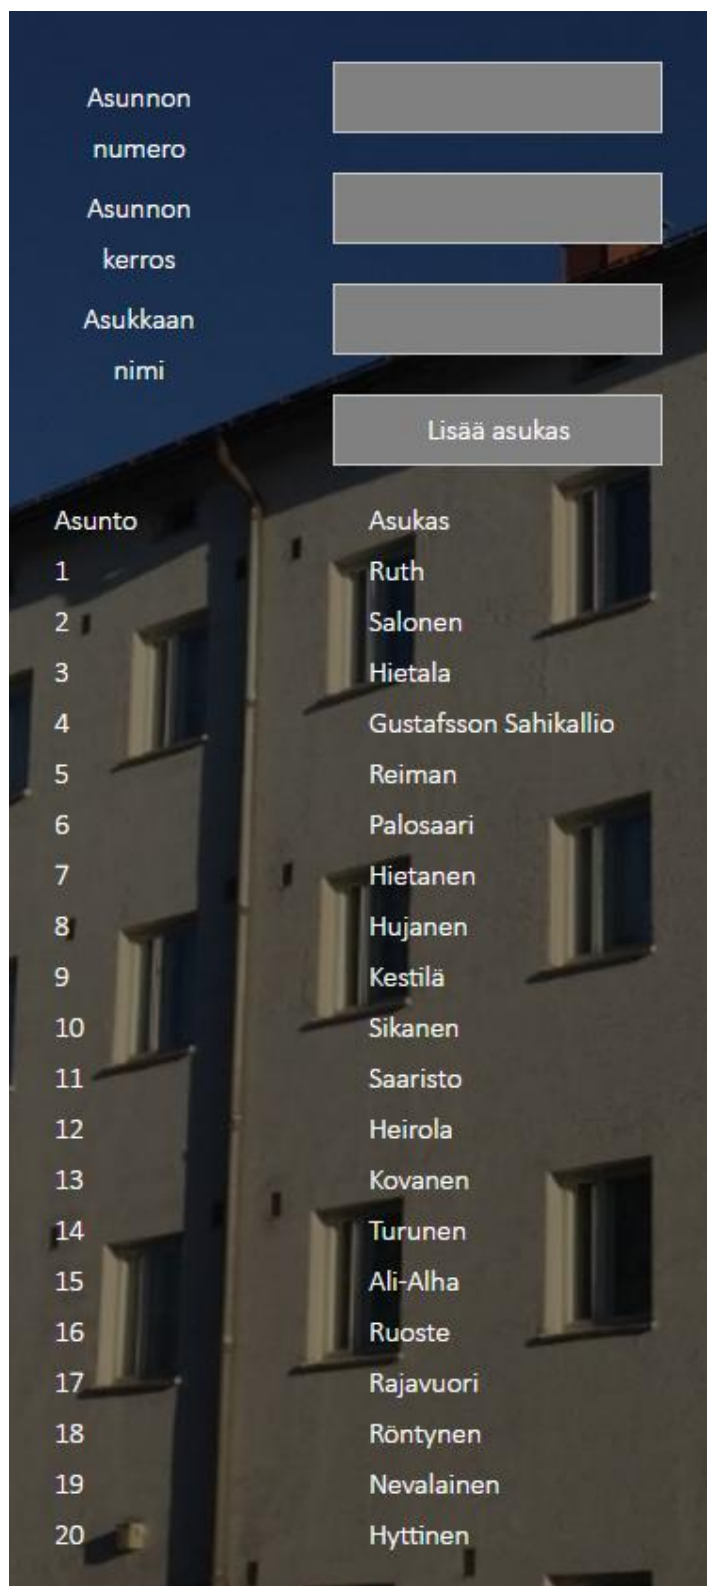 Asunnon
numero
Asunnon
kerros
Asukkaan
nimi
Lisää asukas
Asunto Asukas
1 Ruth
2 Salonen
3 Hietala
4 Gustafsson Sahikallio
5 Reiman
6 Palosaari
7 Hietanen
8 Hujanen
9 Kestilä
10 Sikanen
11 Saaristo
12 Heirola
13 Kovanen
14 Turunen
15 Ali-Alha
16 Ruoste
17 Rajavuori
18 Röntynen
19 Nevalainen
20 Hyttinen